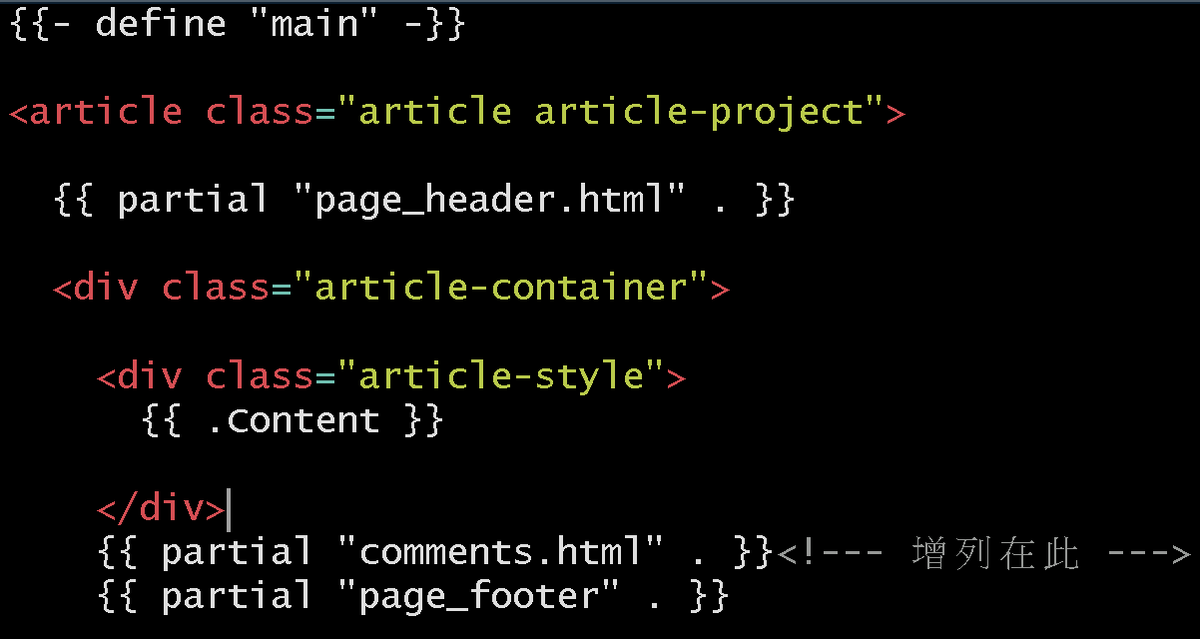 {{- define "main" -}}
<article class="article article-project">
{{ partial "page_header.html" . }}
<div class="article-container">
<div class="article-style">
{{ .Content }}
</div>
{{ partial "comments.html" . }}<!--- 增列在此 --->
{{ partial "page_footer" . }}